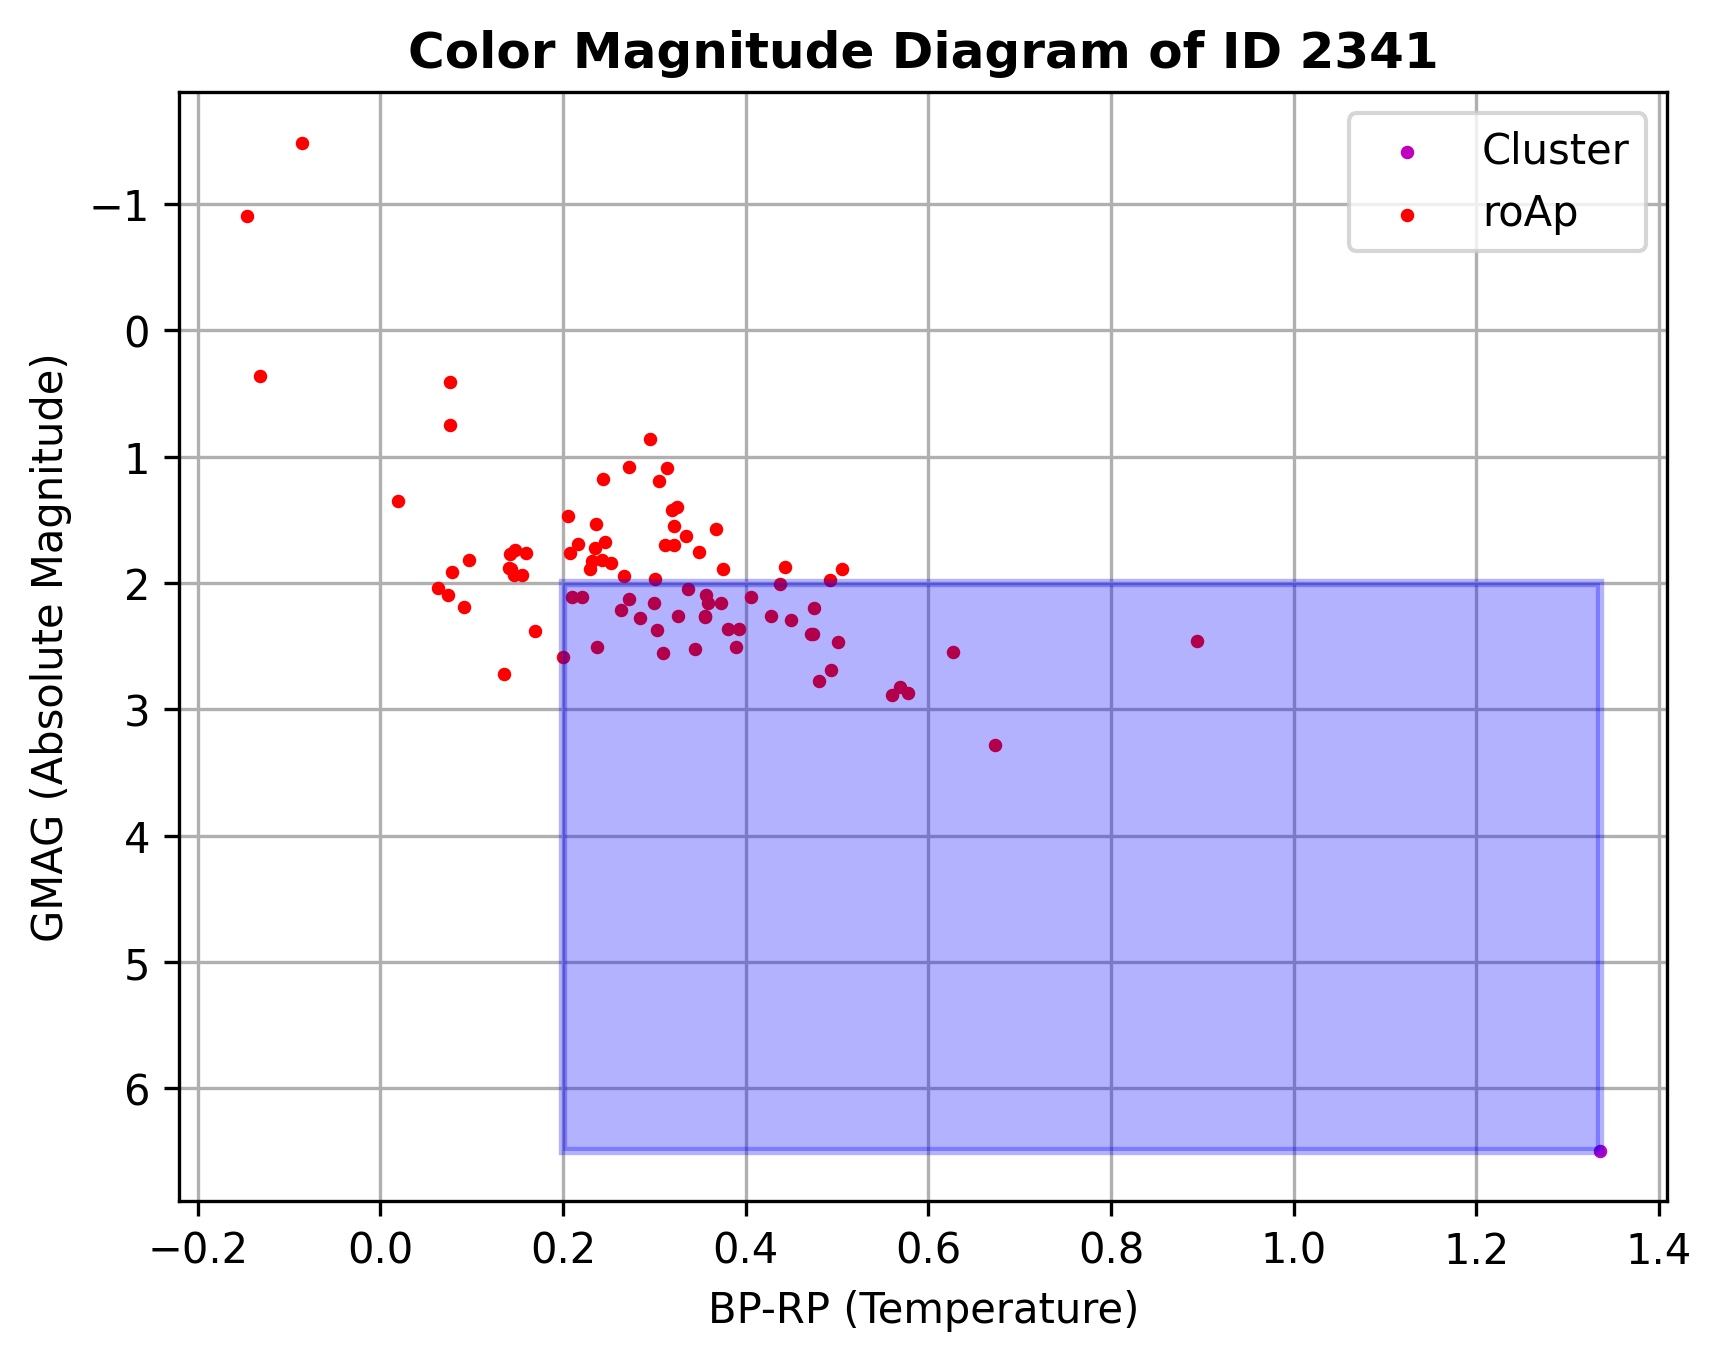 Color Magnitude Diagram of ID 2341
Cluster
roAp
GMAG (Absolute Magnitude)
−1
0
1
2
3
4
5
6
−0.2 0.0 0.2 0.4 0.6 0.8 1.0 1.2 1.4
BP-RP (Temperature)